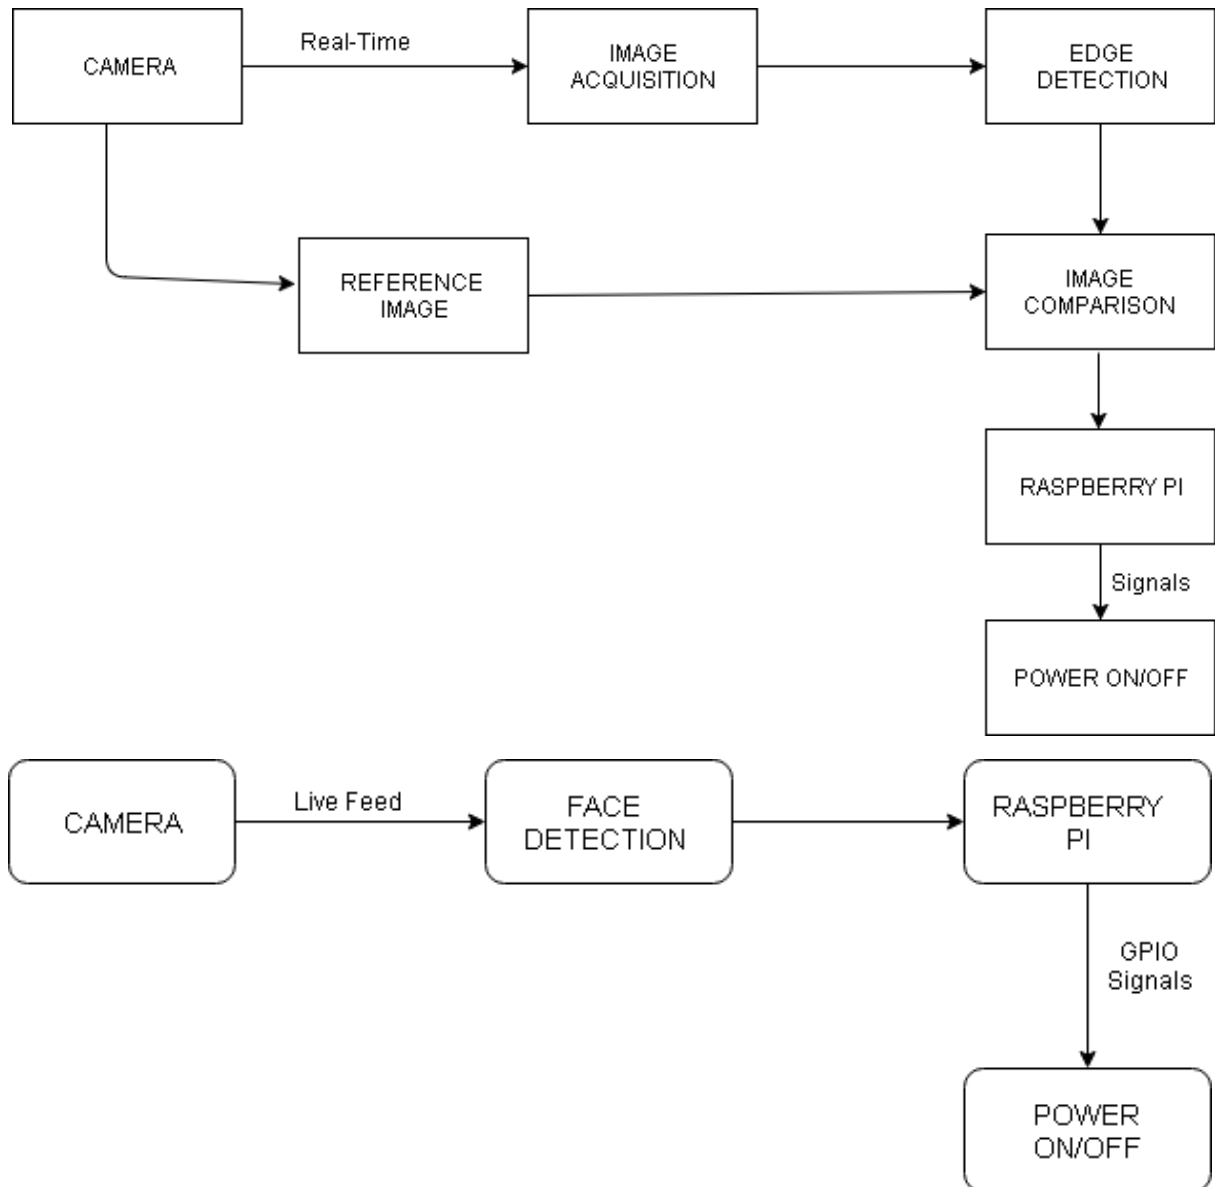 CAMERA
Real-Time
IMAGE
ACQUISITION
EDGE
DETECTION
REFERENCE
IMAGE
IMAGE
COMPARISON
RASPBERRY PI
Signals
POWER ON/OFF
CAMERA
Live Feed
FACE
DETECTION
RASPBERRY
PI
GPIO
Signals
POWER
ON/OFF